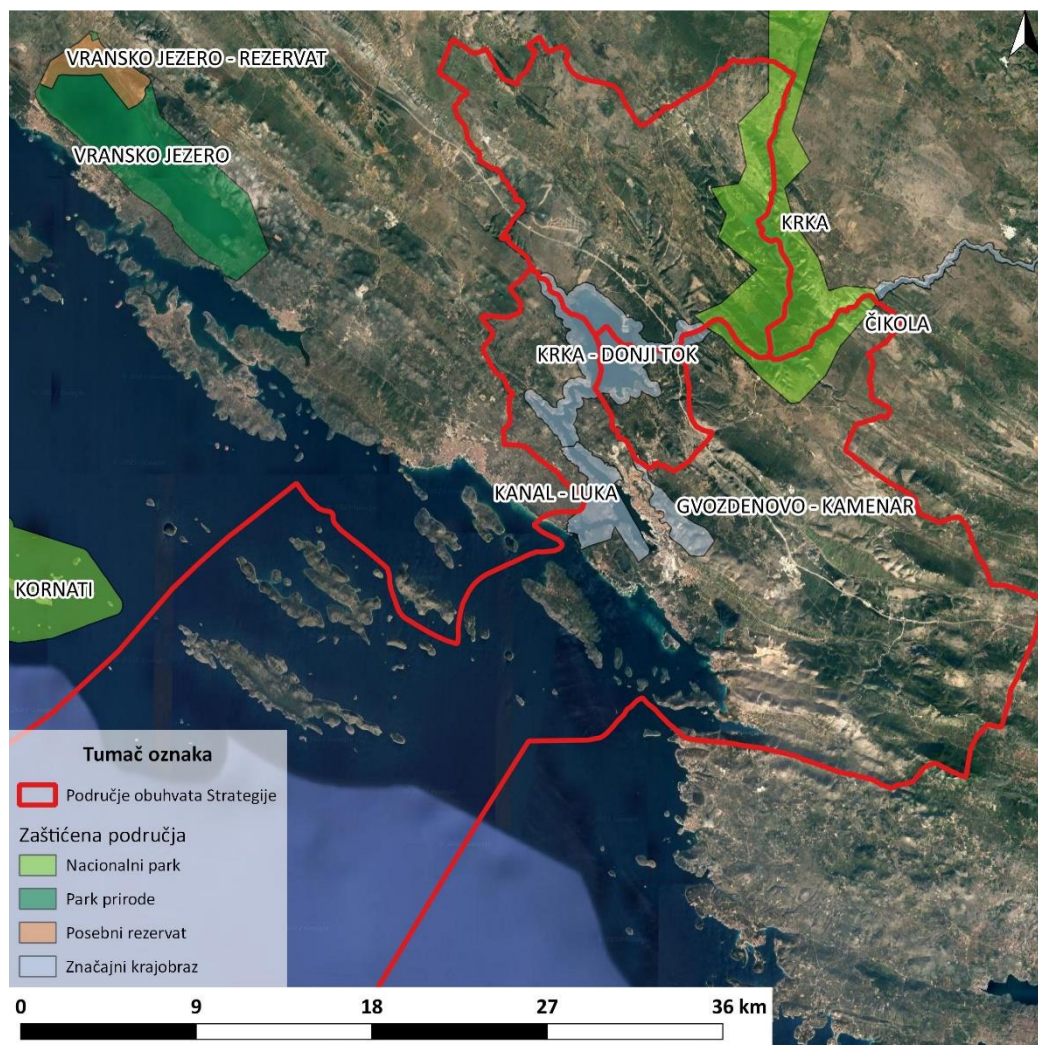 VRANSKO JEZERO - REZERVAT
VRANSKO JEZERO
KRKA
ČIKOLA
KRKA - DONJI TOK
KANAL - LUKA
GVOZDENOVO - KAMENAR
KORNATI
Tumač oznaka
Područje obuhvata Strategije
Zaštićena područja
Nacionalni park
Park prirode
Posebni rezervat
Značajni krajobraz
0 9 18 27 36 km